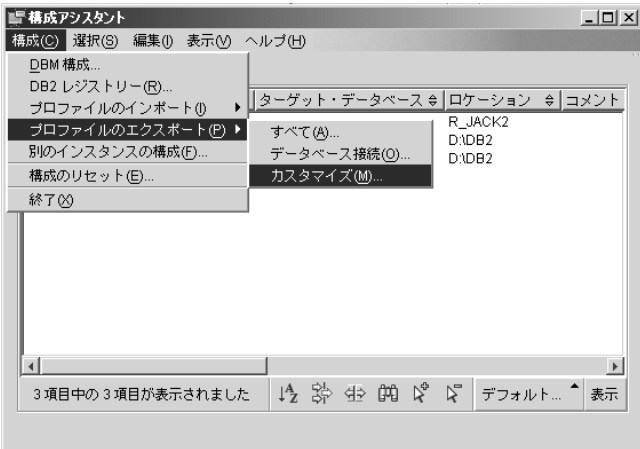 構成アシスタント
構成(C) 選択(S) 編集(I) 表示(V) ヘルプ(H)
DBM 構成...
DB2 レジストリー(R)...
プロファイルのインポート(I)
プロファイルのエクスポート(P)
別のインスタンスの構成(F)...
構成のリセット(E)...
終了(X)
すべて(A)...
データベース接続(O)...
カスタマイズ(M)...
ターゲット・データベース ロケーション コメント
R_JACK2
D:\DB2
D:\DB2
3項目中の3項目が表示されました
デフォルト... 表示